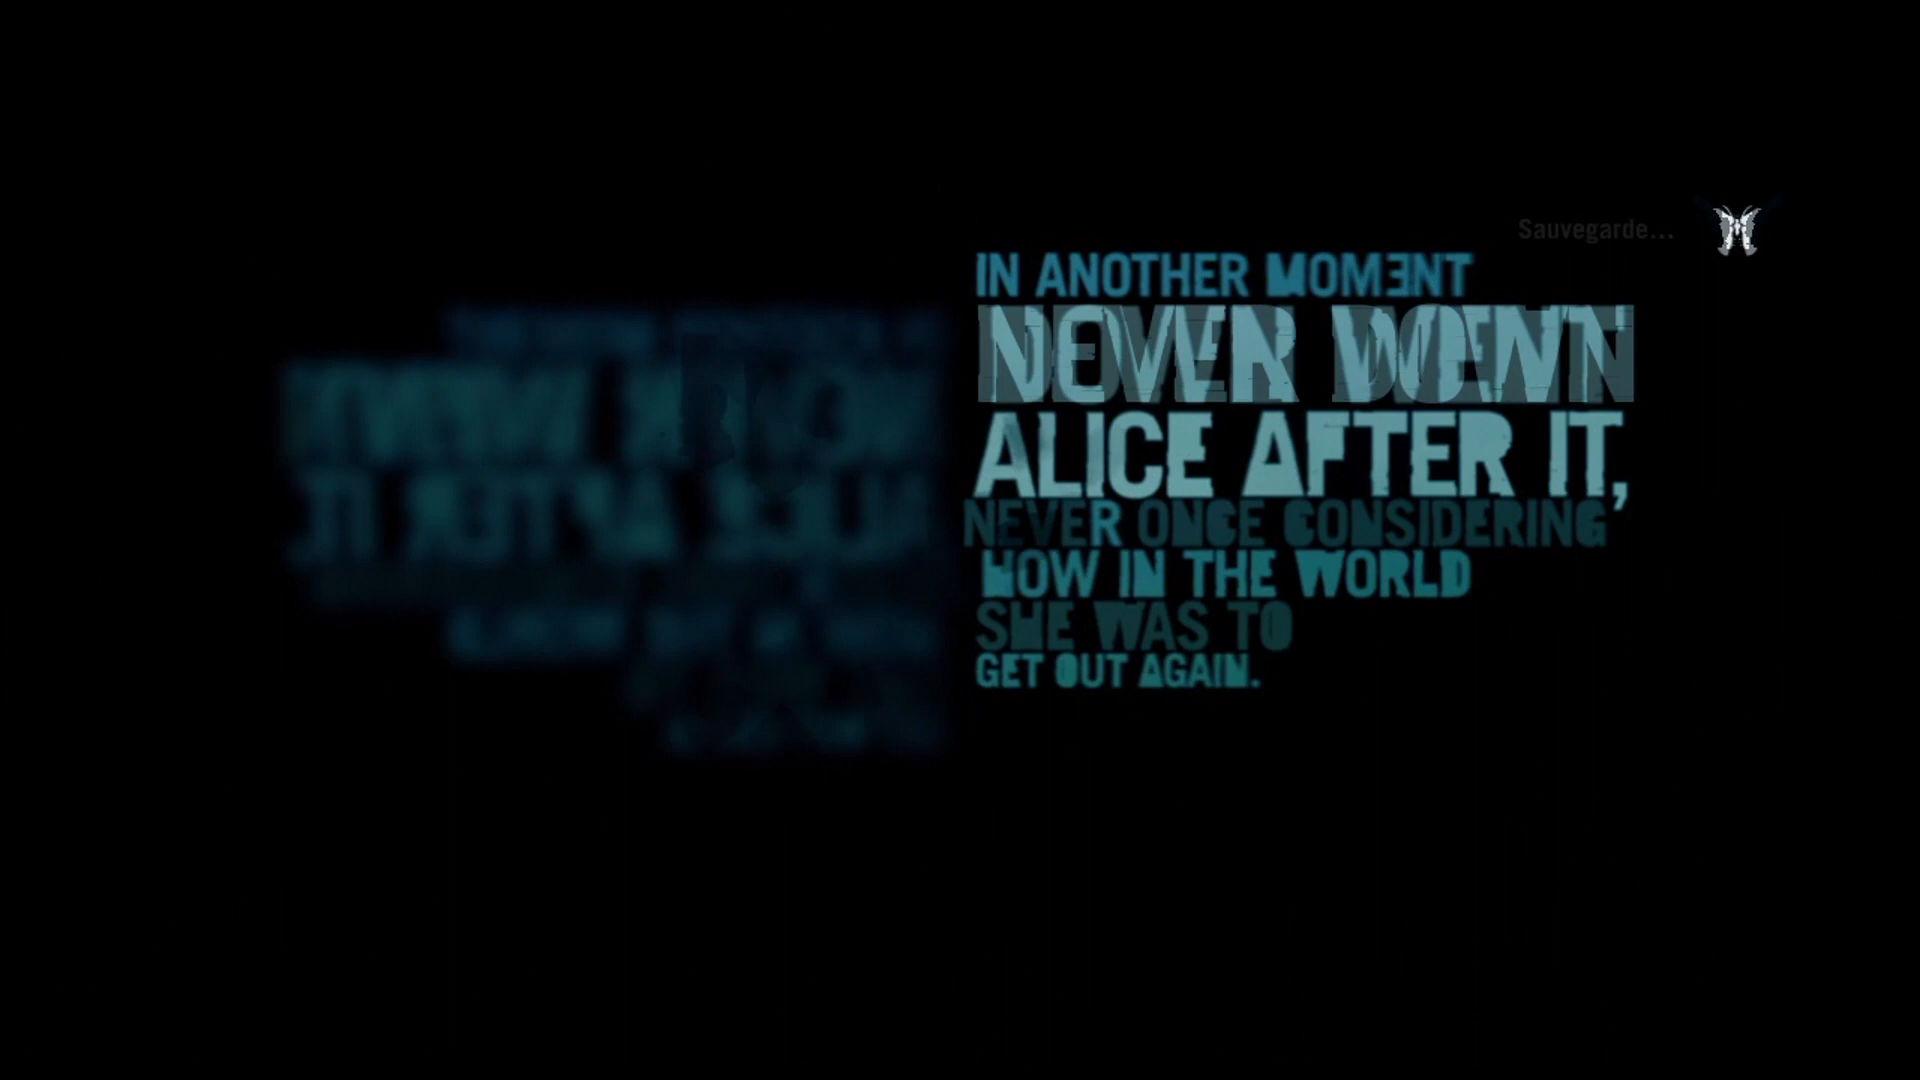 Sauvegarde...
IN ANOTHER MOMENT
NEVER DOWN WENT
ALICE AFTER IT,
NEVER ONCE CONSIDERING
HOW IN THE WORLD
SHE WAS TO
GET OUT AGAIN.